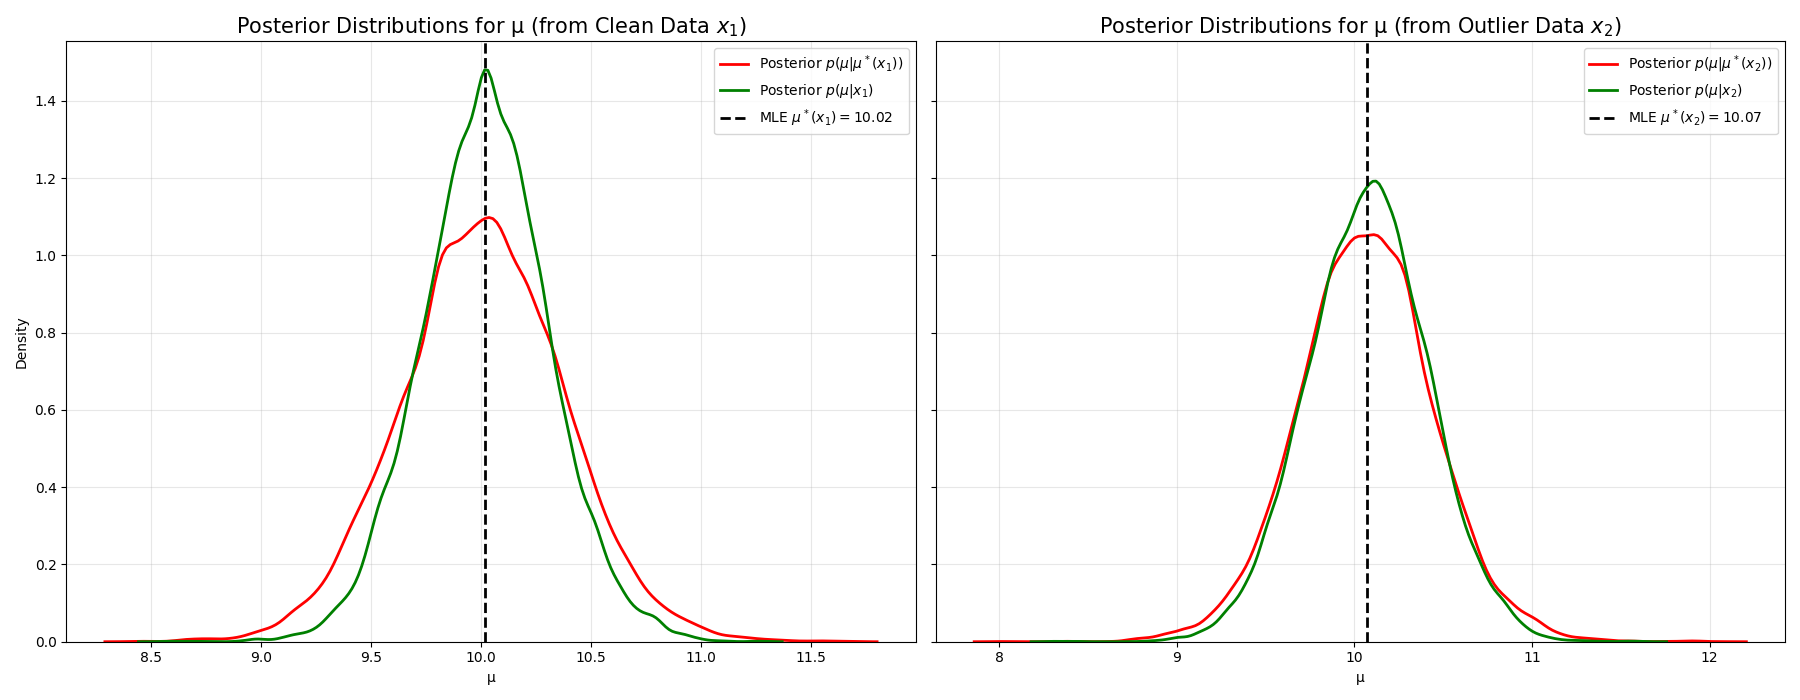 Posterior Distributions for μ (from Clean Data x₁)
Density
1.4
1.2
1.0
0.8
0.6
0.4
0.2
0.0
8.5 9.0 9.5 10.0 10.5 11.0 11.5
μ
Posterior p(μ|μ*(x₁))
Posterior p(μ|x₁)
MLE μ*(x₁) = 10.02
Posterior Distributions for μ (from Outlier Data x₂)
8 9 10 11 12
μ
Posterior p(μ|μ*(x₂))
Posterior p(μ|x₂)
MLE μ*(x₂) = 10.07